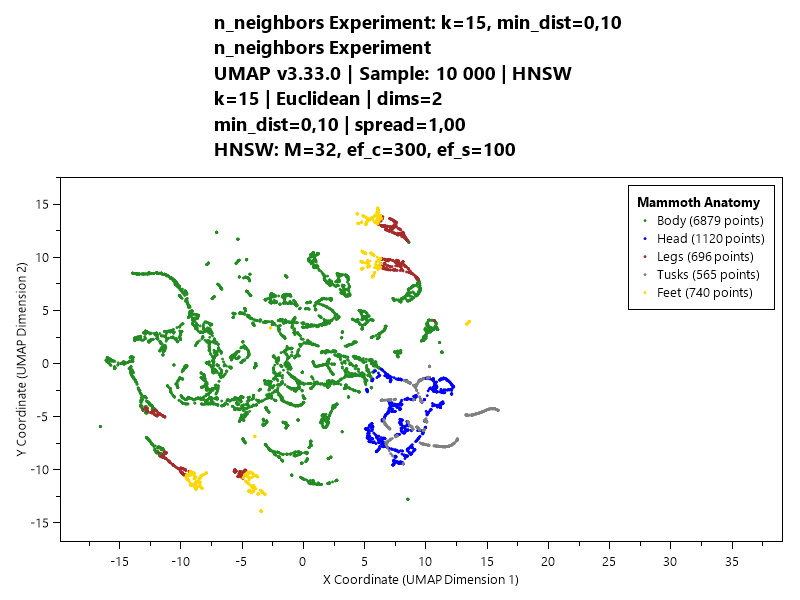 n_neighbors Experiment: k=15, min_dist=0,10
n_neighbors Experiment
UMAP v3.33.0 | Sample: 10 000 | HNSW
k=15 | Euclidean | dims=2
min_dist=0,10 | spread=1,00
HNSW: M=32, ef_c=300, ef_s=100
Mammoth Anatomy
Body (6879 points)
Head (1120 points)
Legs (696 points)
Tusks (565 points)
Feet (740 points)
Y Coordinate (UMAP Dimension 2)
15
10
5
0
-5
-10
-15
-15 -10 -5 0 5 10 15 20 25 30 35
X Coordinate (UMAP Dimension 1)